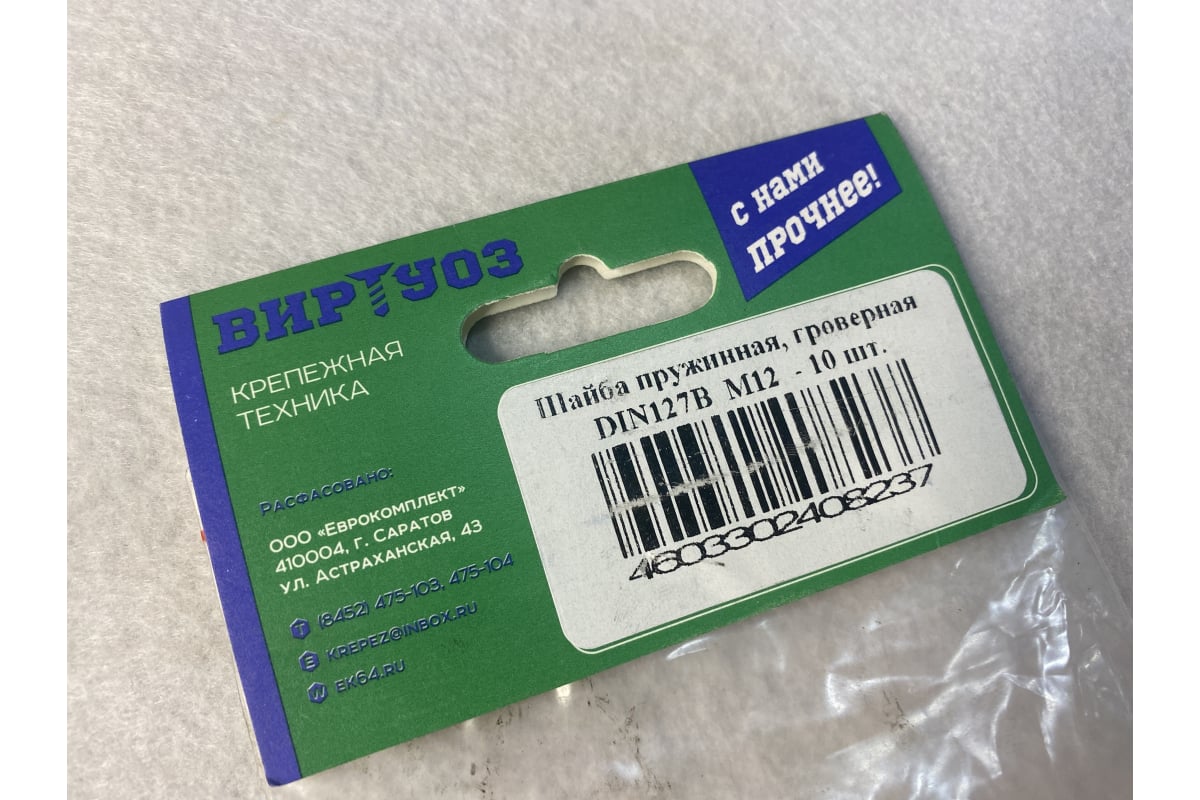 ВИРТУОЗ
КРЕПЕЖНАЯ
ТЕХНИКА
с нами
прочнее!
Шайба пружинная, гроверная
DIN127B M12 - 10 шт.
4603302408237
РАСФАСОВАНО:
ООО «ЕВРОКОМПЛЕКТ»
410004, Г. САРАТОВ
УЛ. АСТРАХАНСКАЯ, 43
T (8452) 475-103, 475-104
E KREPEZ@INBOX.RU
W EK64.RU